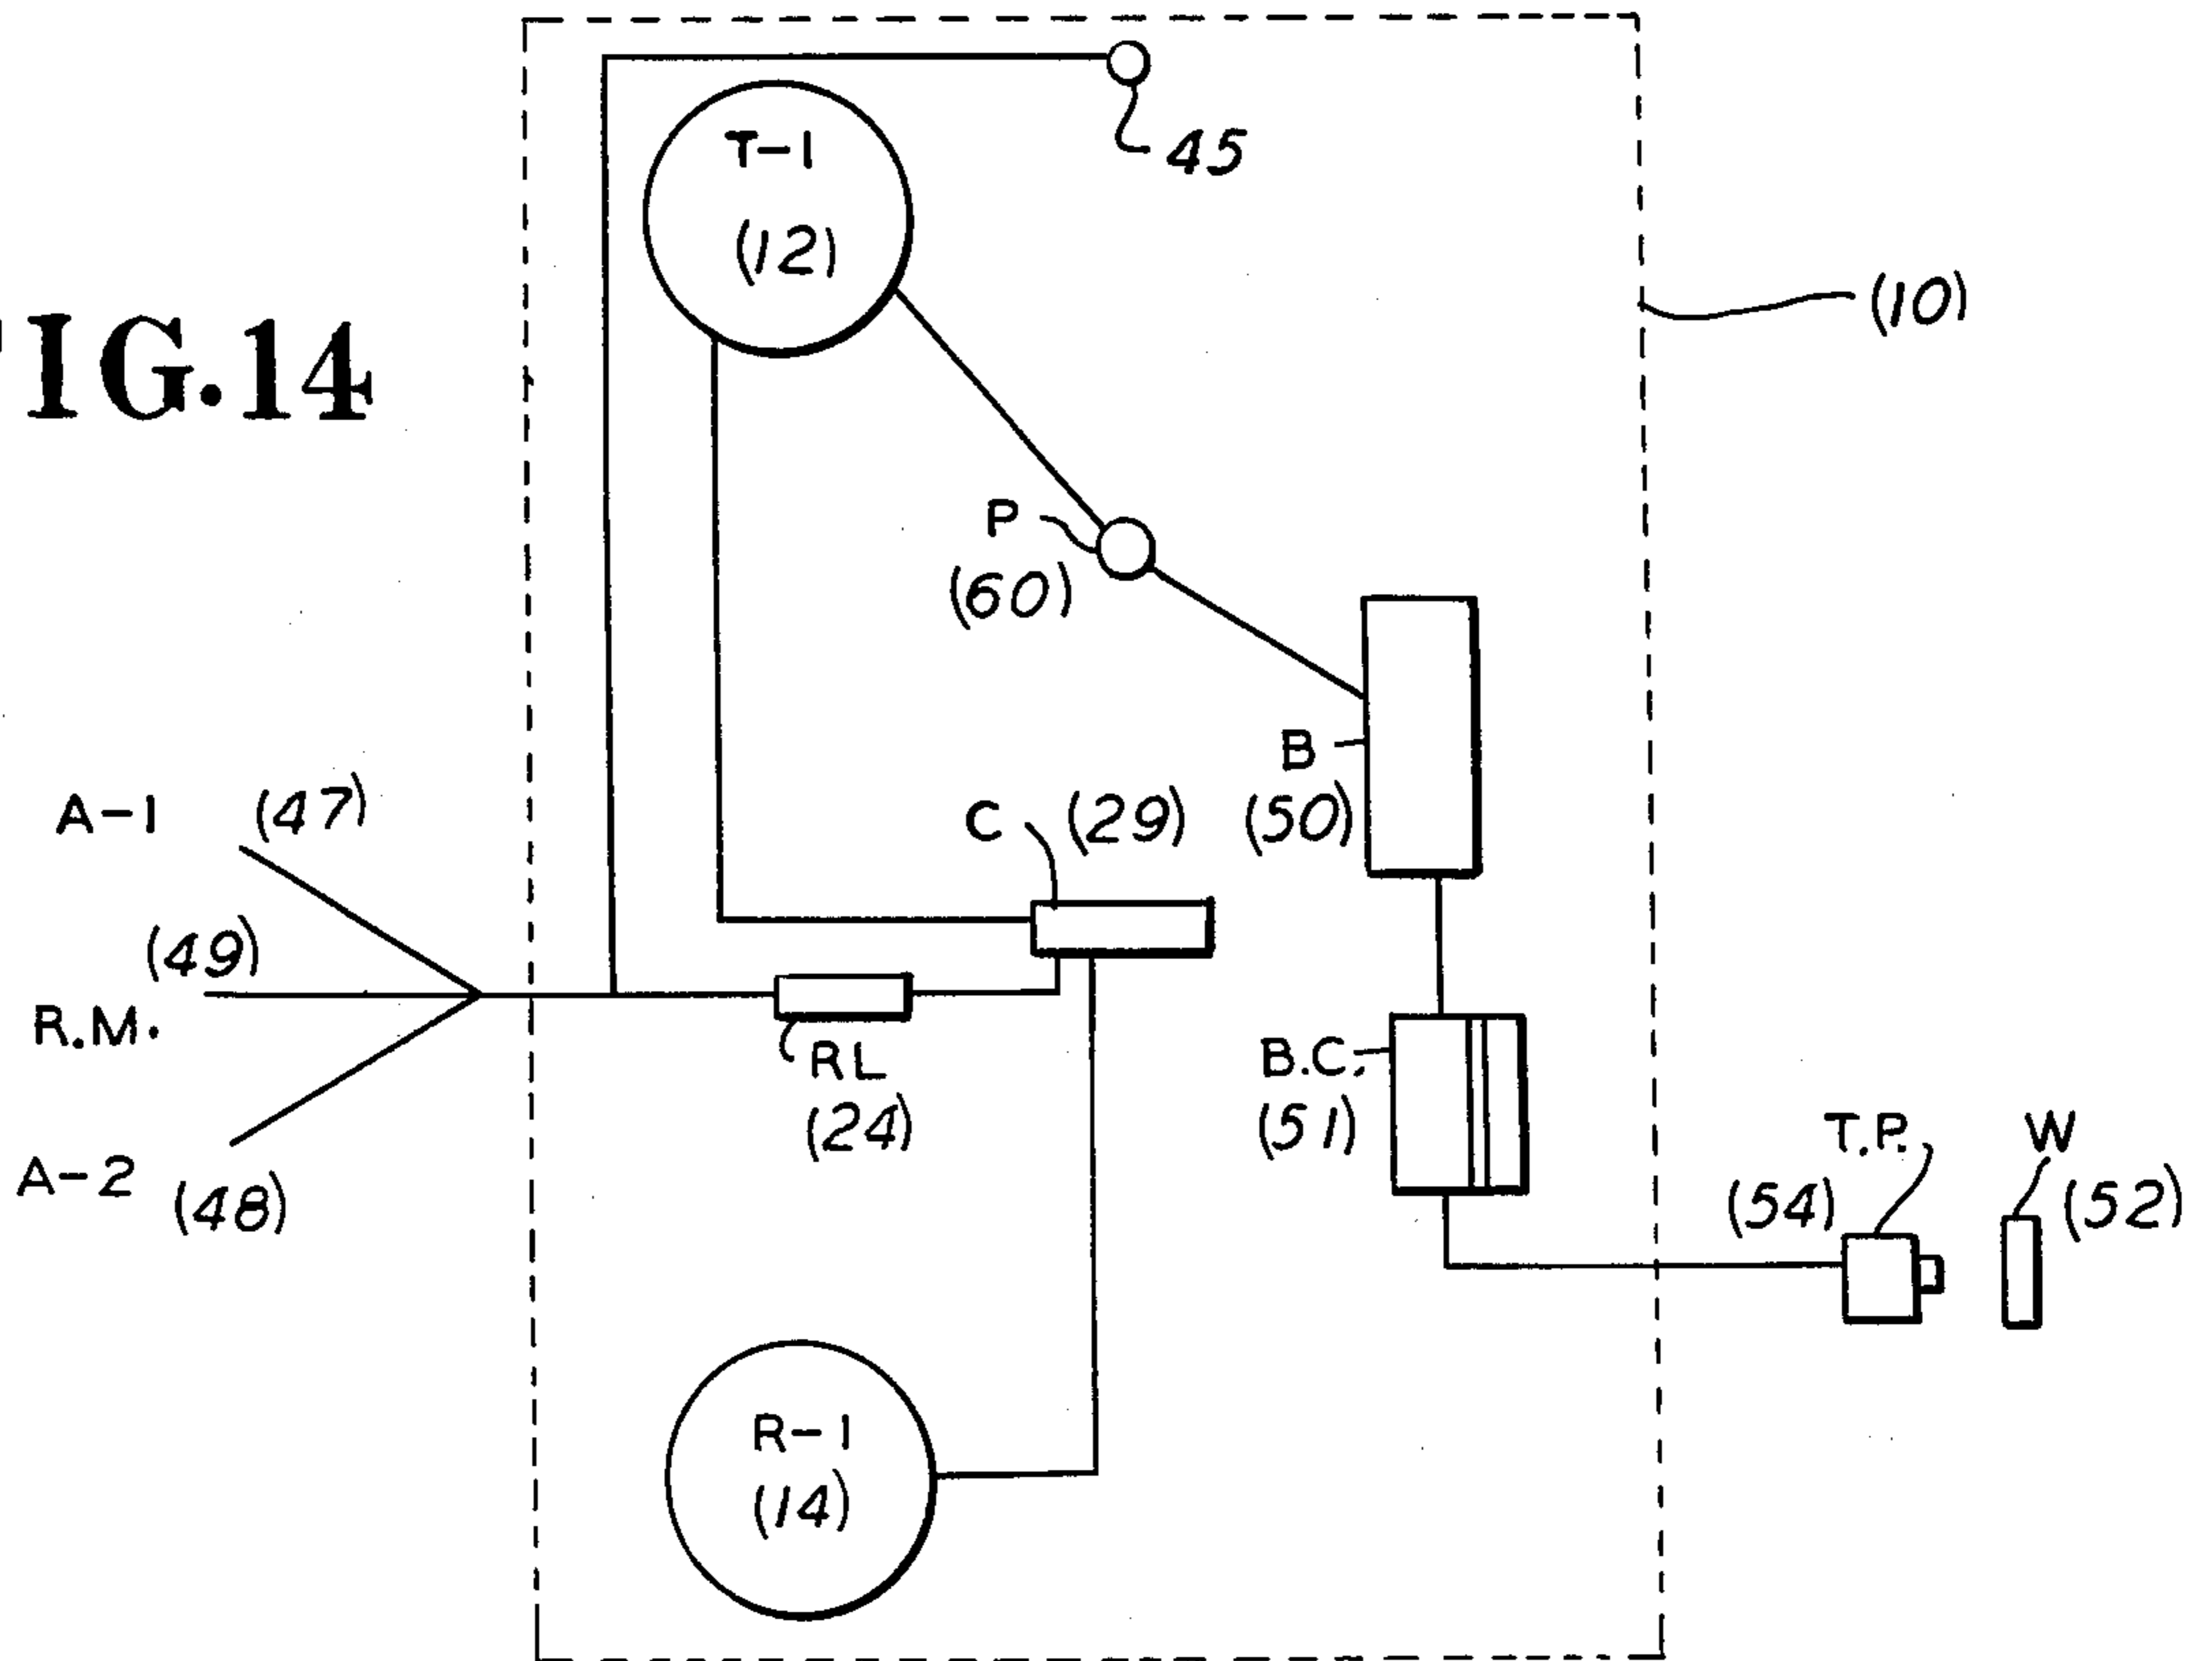 FIG.14
T-1
(12)
45
(10)
P
(60)
B
(50)
A-1 (47)
C (29)
(49)
R.M.
RL
(24)
B.C.
(51)
A-2 (48)
T.P. W
(54) (52)
R-1
(14)